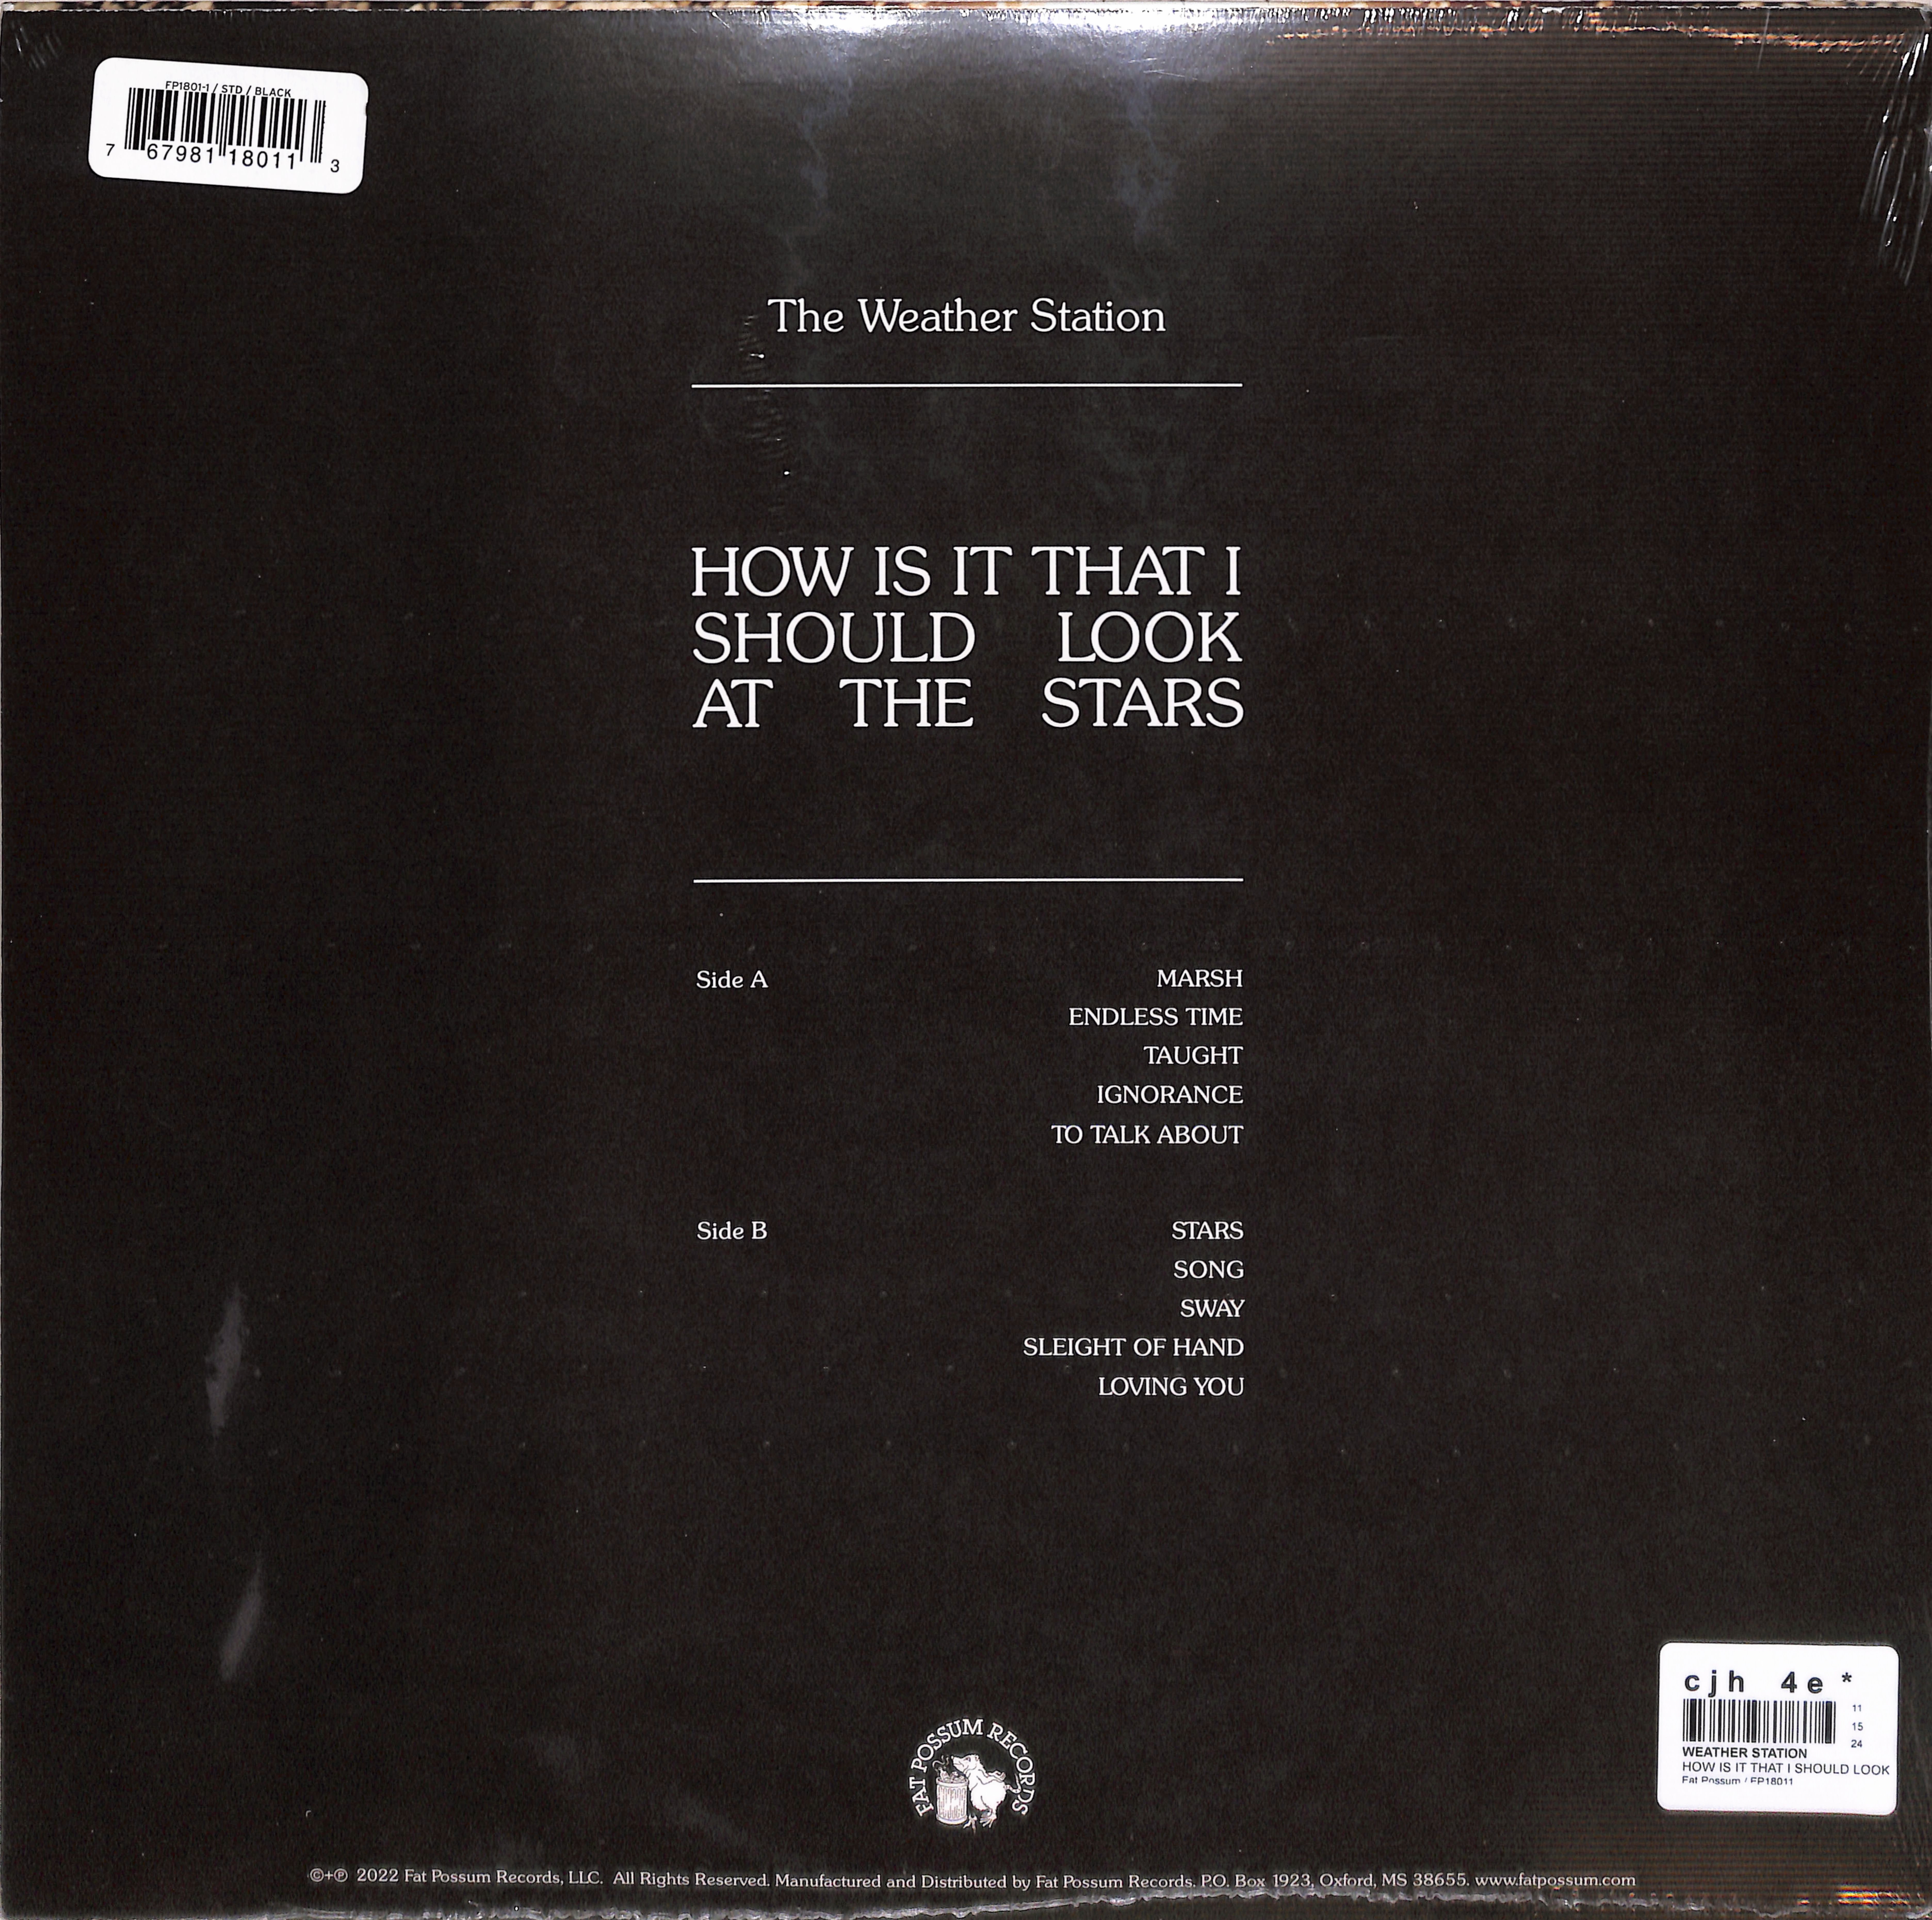 FP1801-1 / STD / BLACK
7 67981 18011 3
The Weather Station
HOW IS IT THAT I
SHOULD LOOK
AT THE STARS
Side A
MARSH
ENDLESS TIME
TAUGHT
IGNORANCE
TO TALK ABOUT
Side B
STARS
SONG
SWAY
SLEIGHT OF HAND
LOVING YOU
cjh 4e *
11
15
24
WEATHER STATION
HOW IS IT THAT I SHOULD LOOK
Fat Possum / FP18011
FAT POSSUM RECORDS
©+℗ 2022 Fat Possum Records, LLC. All Rights Reserved. Manufactured and Distributed by Fat Possum Records. P.O. Box 1923, Oxford, MS 38655. www.fatpossum.com